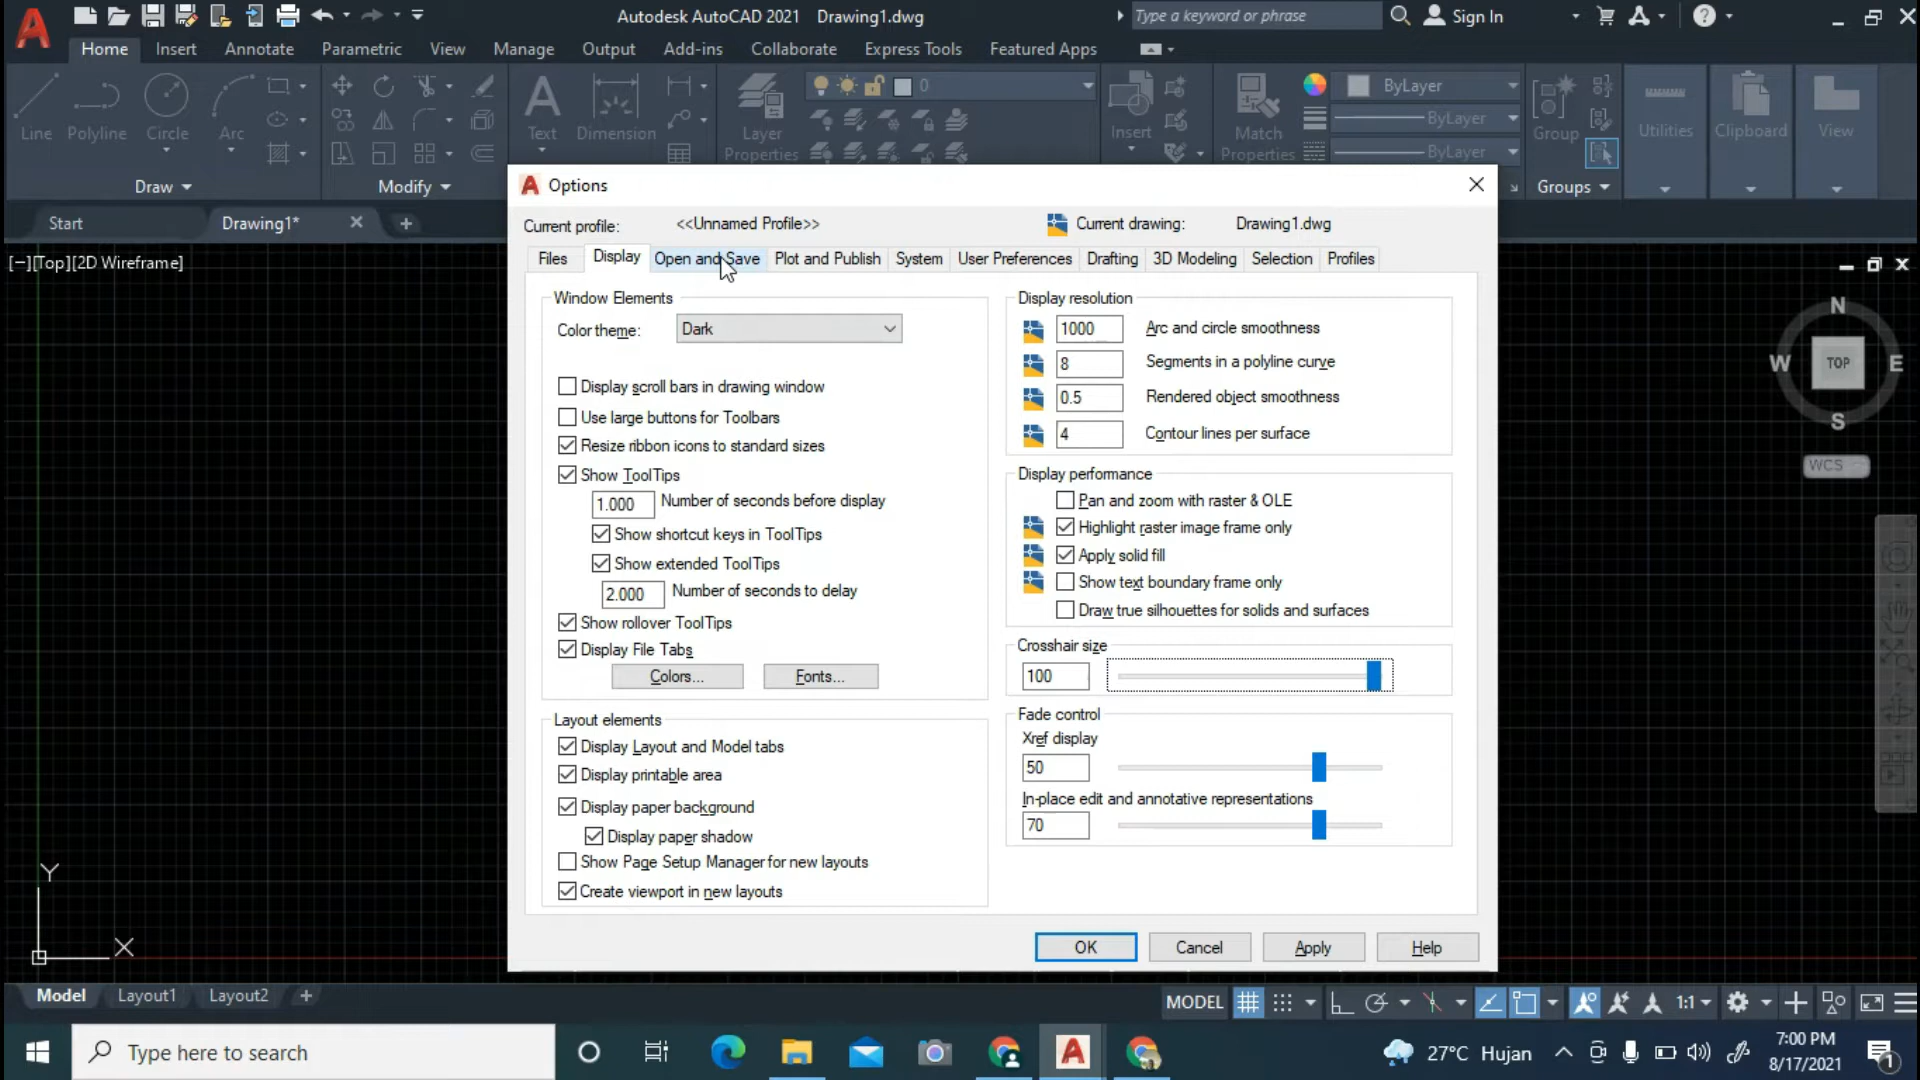 Autodesk AutoCAD 2021 Drawing1.dwg
Type a keyword or phrase
Sign In
Home Insert Annotate Parametric View Manage Output Add-ins Collaborate Express Tools Featured Apps
0
ByLayer
ByLayer
ByLayer
Line Polyline Circle Arc
Text Dimension
Layer
Properties
Insert
Match
Properties
Group
Utilities
Clipboard
View
Draw
Modify
Groups
Start
Drawing1*
[−][Top][2D Wireframe]
Options
Current profile: <<Unnamed Profile>>
Current drawing: Drawing1.dwg
Files Display Open and Save Plot and Publish System User Preferences Drafting 3D Modeling Selection Profiles
Window Elements
Color theme: Dark
Display scroll bars in drawing window
Use large buttons for Toolbars
Resize ribbon icons to standard sizes
Show ToolTips
1.000 Number of seconds before display
Show shortcut keys in ToolTips
Show extended ToolTips
2.000 Number of seconds to delay
Show rollover ToolTips
Display File Tabs
Colors... Fonts...
Layout elements
Display Layout and Model tabs
Display printable area
Display paper background
Display paper shadow
Show Page Setup Manager for new layouts
Create viewport in new layouts
Display resolution
1000 Arc and circle smoothness
8 Segments in a polyline curve
0.5 Rendered object smoothness
4 Contour lines per surface
Display performance
Pan and zoom with raster & OLE
Highlight raster image frame only
Apply solid fill
Show text boundary frame only
Draw true silhouettes for solids and surfaces
Crosshair size
100
Fade control
Xref display
50
In-place edit and annotative representations
70
OK Cancel Apply Help
N
W TOP E
S
WCS
Y
X
Model Layout1 Layout2
MODEL
1:1
Type here to search
27°C Hujan
7:00 PM
8/17/2021
1